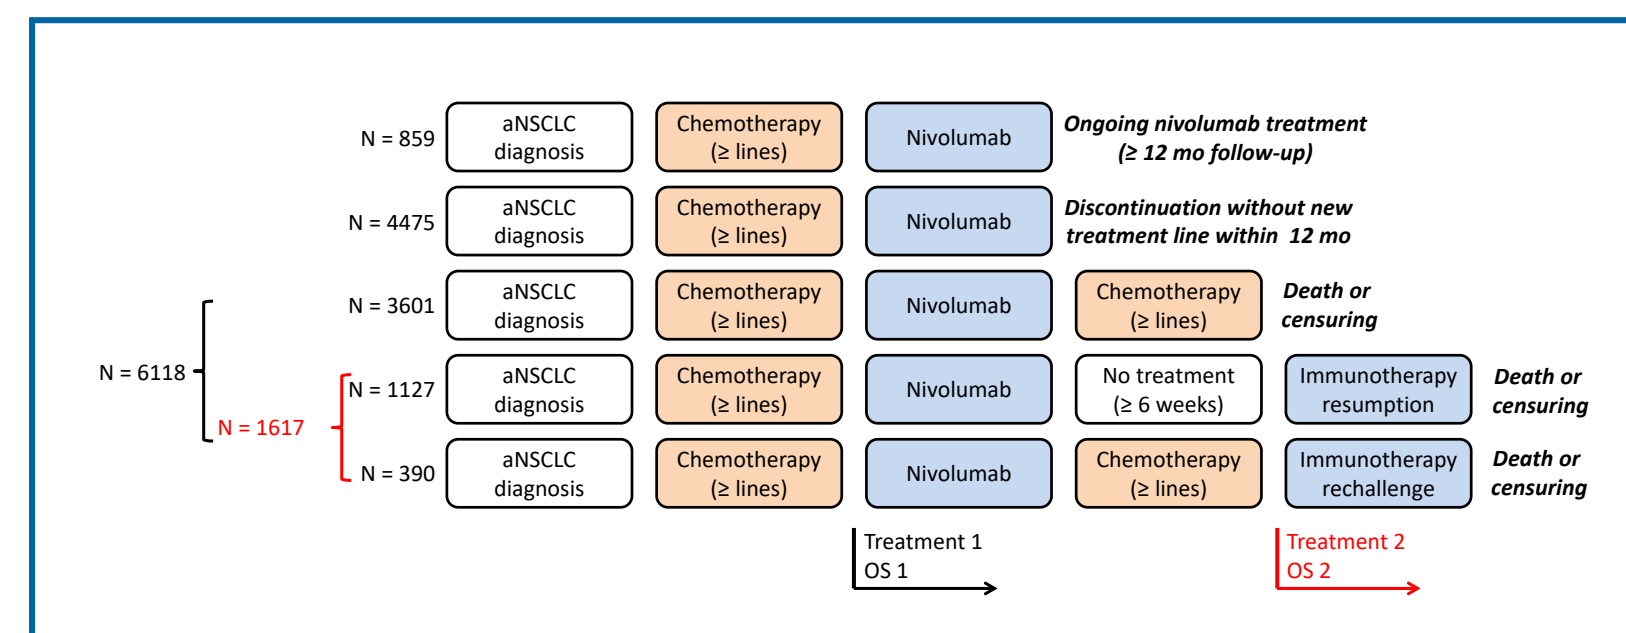 N = 859
aNSCLC
diagnosis
Chemotherapy
(≥ lines)
Nivolumab
Ongoing nivolumab treatment
(≥ 12 mo follow-up)
N = 4475
aNSCLC
diagnosis
Chemotherapy
(≥ lines)
Nivolumab
Discontinuation without new
treatment line within 12 mo
N = 3601
aNSCLC
diagnosis
Chemotherapy
(≥ lines)
Nivolumab
Chemotherapy
(≥ lines)
Death or
censuring
N = 6118
N = 1617
N = 1127
aNSCLC
diagnosis
Chemotherapy
(≥ lines)
Nivolumab
No treatment
(≥ 6 weeks)
Immunotherapy
resumption
Death or
censuring
N = 390
aNSCLC
diagnosis
Chemotherapy
(≥ lines)
Nivolumab
Chemotherapy
(≥ lines)
Immunotherapy
rechallenge
Death or
censuring
Treatment 1
OS 1
Treatment 2
OS 2